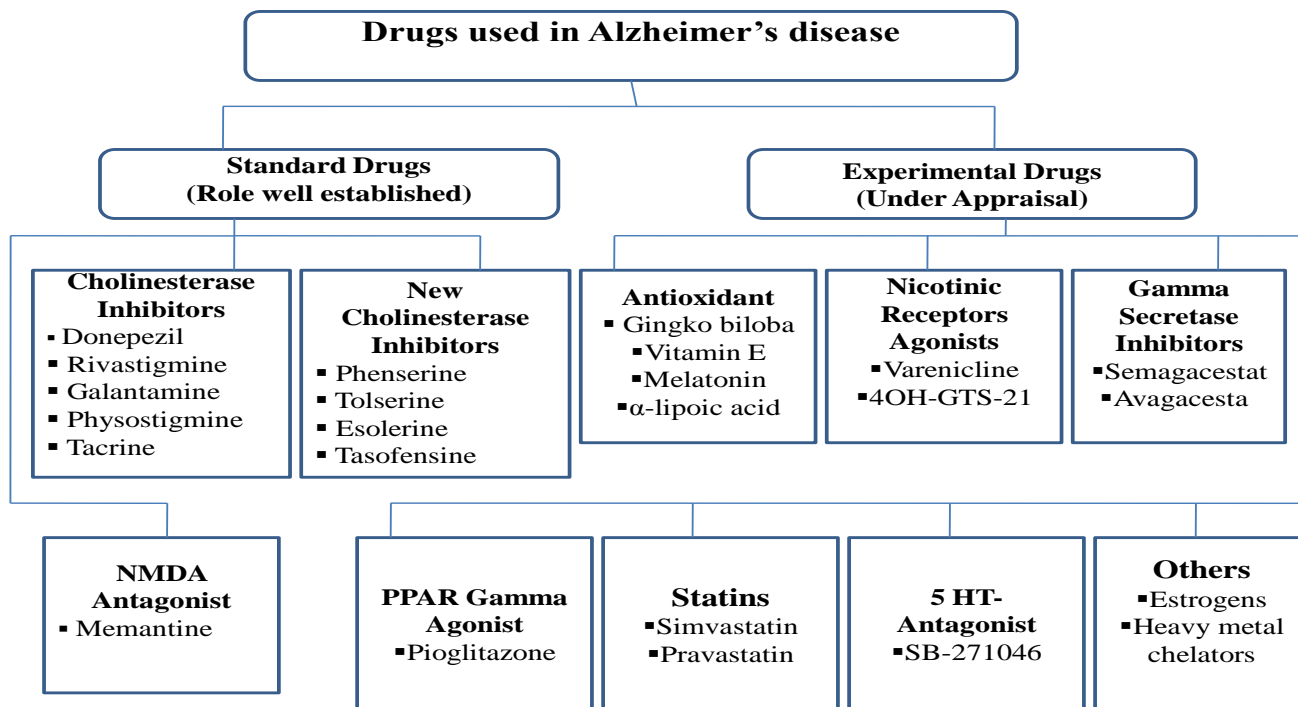 Drugs used in Alzheimer’s disease
Standard Drugs
(Role well established)
Experimental Drugs
(Under Appraisal)
Cholinesterase
Inhibitors
▪ Donepezil
▪ Rivastigmine
▪ Galantamine
▪ Physostigmine
▪ Tacrine
New
Cholinesterase
Inhibitors
▪ Phenserine
▪ Tolserine
▪ Esolerine
▪ Tasofensine
Antioxidant
▪ Gingko biloba
▪Vitamin E
▪Melatonin
▪α-lipoic acid
Nicotinic
Receptors
Agonists
▪Varenicline
▪4OH-GTS-21
Gamma
Secretase
Inhibitors
▪Semagacestat
▪Avagacesta
NMDA
Antagonist
▪ Memantine
PPAR Gamma
Agonist
▪Pioglitazone
Statins
▪Simvastatin
▪Pravastatin
5 HT-
Antagonist
▪SB-271046
Others
▪Estrogens
▪Heavy metal
chelators